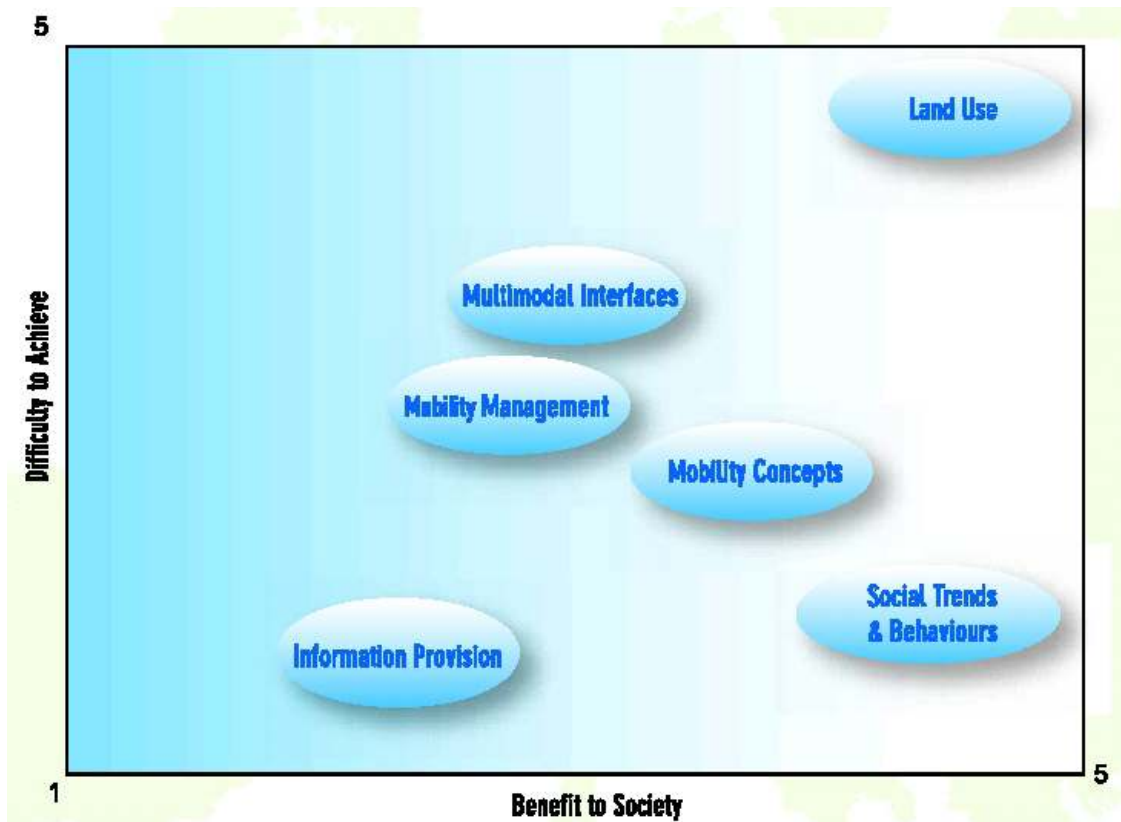 5
Land Use
Multimodal Interfaces
Mobility Management
Mobility Concepts
Social Trends
& Behaviours
Information Provision
Difficulty to Achieve
1
5
Benefit to Society